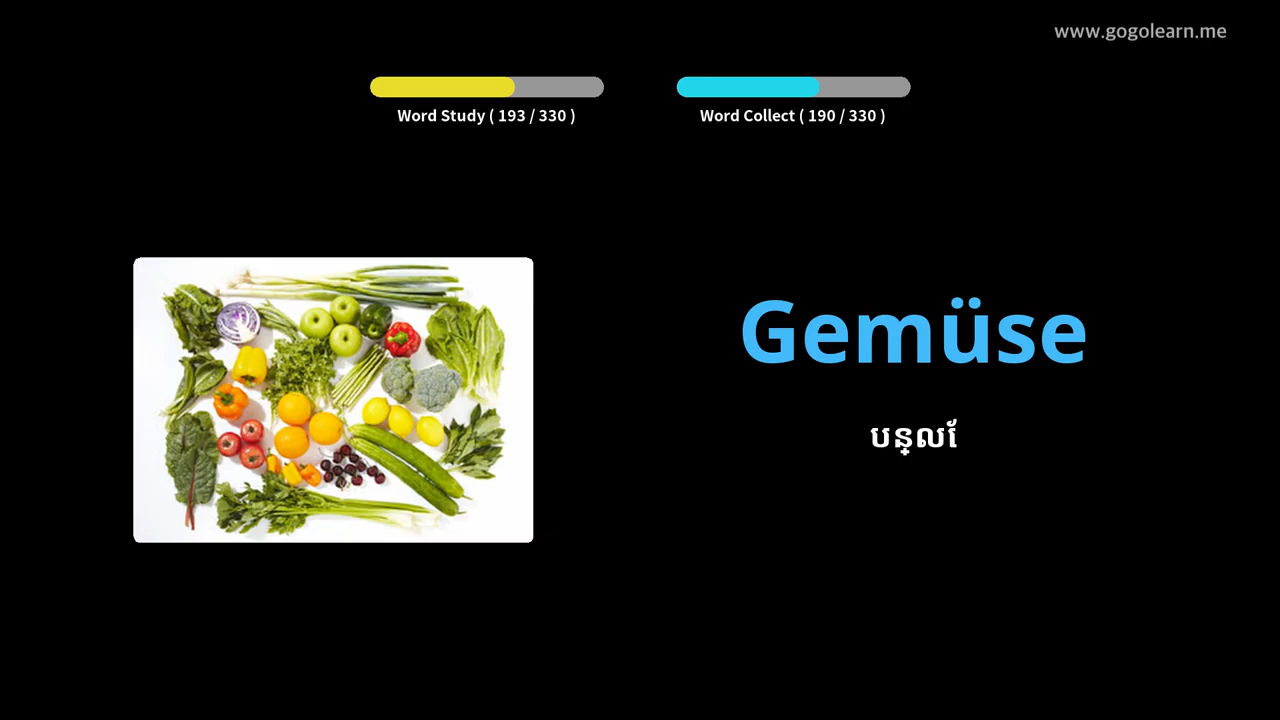 www.gogolearn.me
Word Study ( 193 / 330 )
Word Collect ( 190 / 330 )
Gemüse
បន្លែ